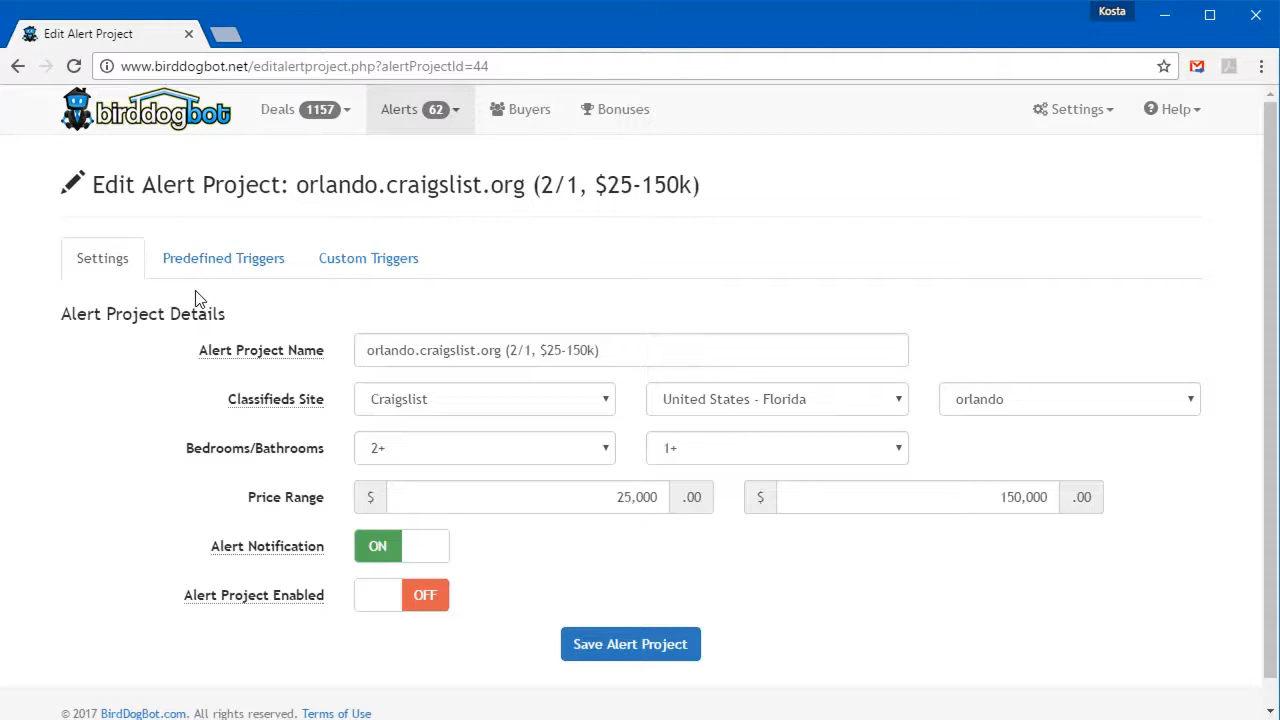 Kosta
Edit Alert Project
www.birddogbot.net/editalertproject.php?alertProjectId=44
birddogbot Deals 1157 Alerts 62 Buyers Bonuses Settings Help
Edit Alert Project: orlando.craigslist.org (2/1, $25-150k)
Settings Predefined Triggers Custom Triggers
Alert Project Details
Alert Project Name orlando.craigslist.org (2/1, $25-150k)
Classifieds Site Craigslist United States - Florida orlando
Bedrooms/Bathrooms 2+ 1+
Price Range $ 25,000 .00 $ 150,000 .00
Alert Notification ON
Alert Project Enabled OFF
Save Alert Project
© 2017 BirdDogBot.com. All rights reserved. Terms of Use